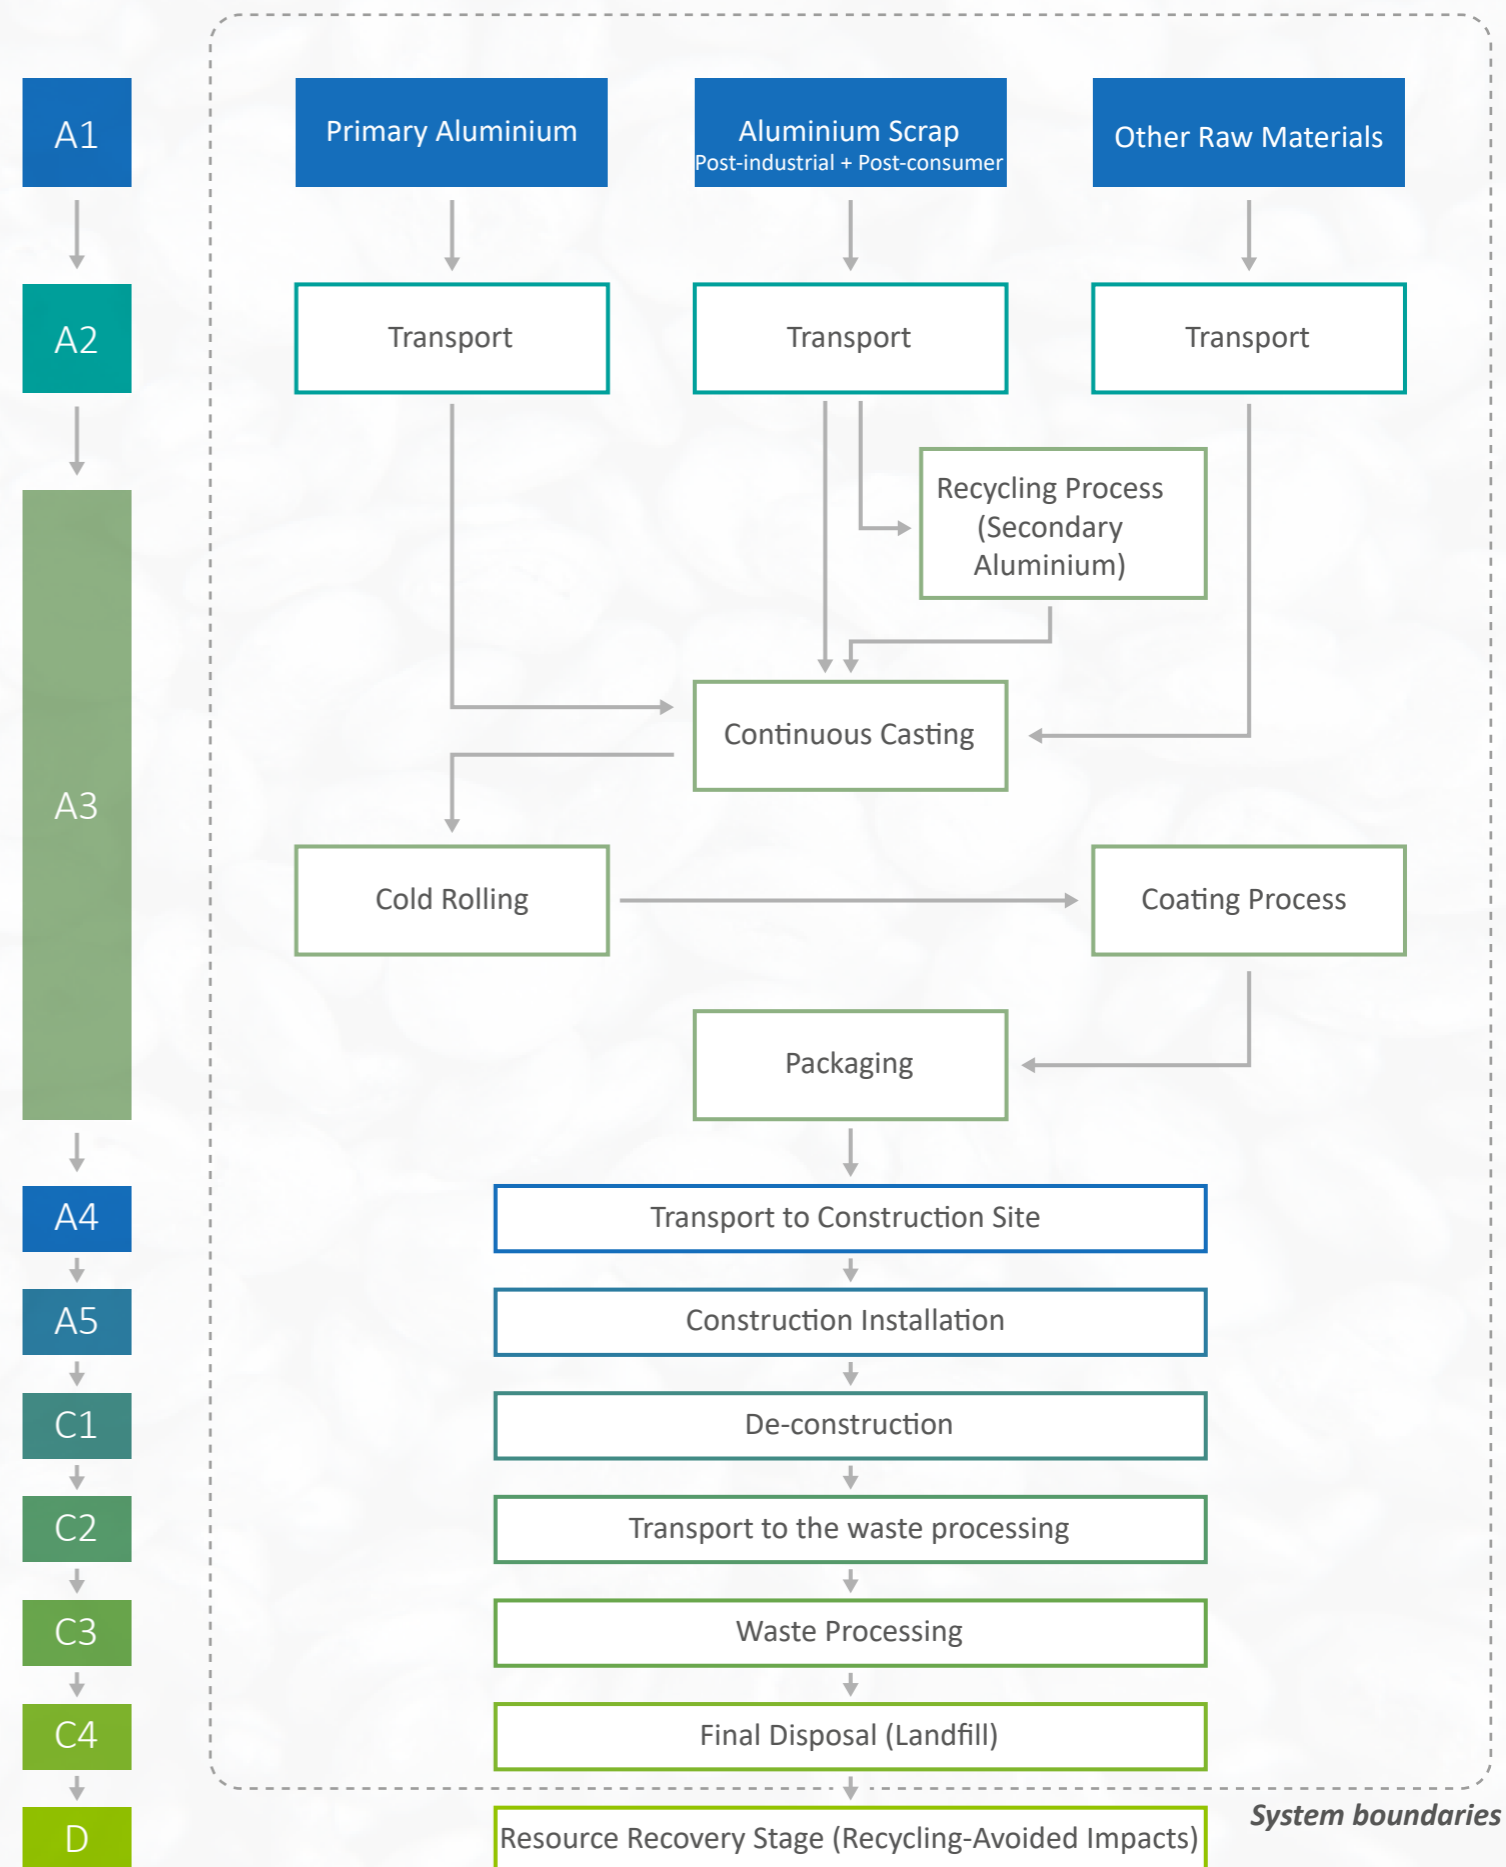 A1
Primary Aluminium
Aluminium Scrap
Post-industrial + Post-consumer
Other Raw Materials
A2
Transport
Transport
Transport
A3
Recycling Process
(Secondary
Aluminium)
Continuous Casting
Cold Rolling
Coating Process
Packaging
A4
Transport to Construction Site
A5
Construction Installation
C1
De-construction
C2
Transport to the waste processing
C3
Waste Processing
C4
Final Disposal (Landfill)
System boundaries
D
Resource Recovery Stage (Recycling-Avoided Impacts)